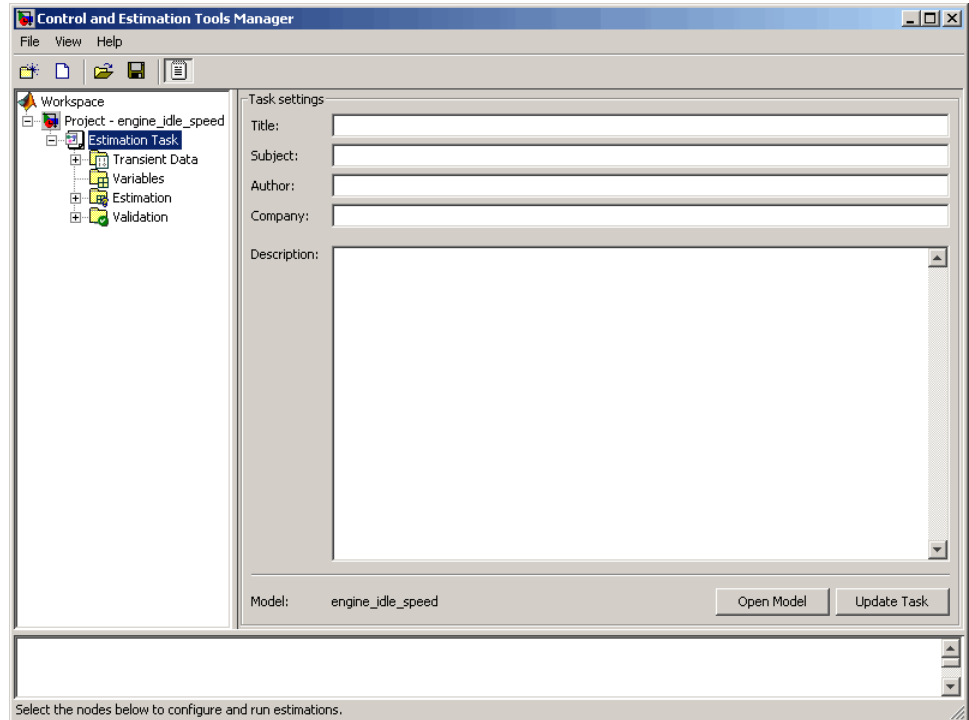 Control and Estimation Tools Manager
File View Help
Workspace
Project - engine_idle_speed
Estimation Task
Transient Data
Variables
Estimation
Validation
Task settings
Title:
Subject:
Author:
Company:
Description:
Model: engine_idle_speed
Open Model
Update Task
Select the nodes below to configure and run estimations.